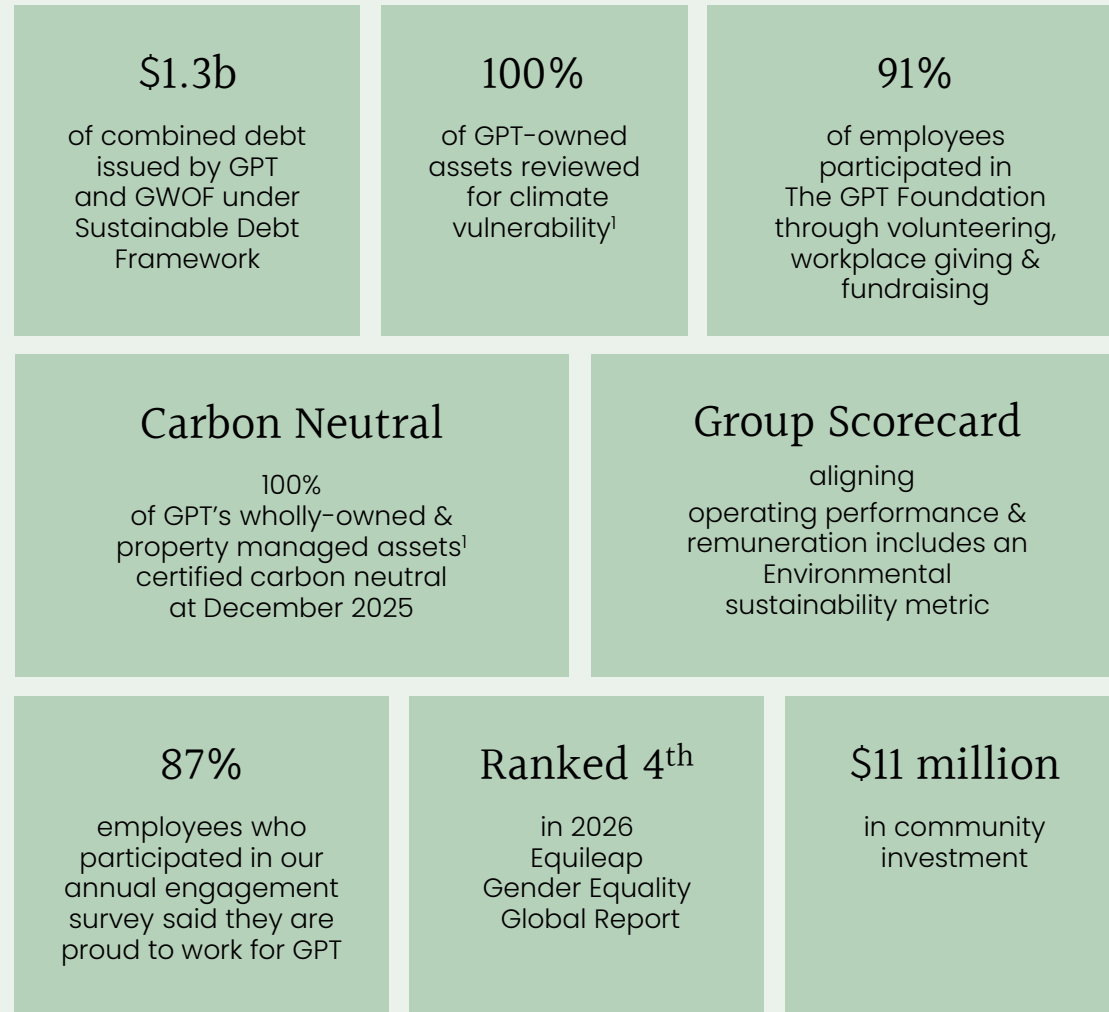 $1.3b
of combined debt
issued by GPT
and GWOF under
Sustainable Debt
Framework
100%
of GPT-owned
assets reviewed
for climate
vulnerability¹
91%
of employees
participated in
The GPT Foundation
through volunteering,
workplace giving &
fundraising
Carbon Neutral
100%
of GPT’s wholly-owned &
property managed assets¹
certified carbon neutral
at December 2025
Group Scorecard
aligning
operating performance &
remuneration includes an
Environmental
sustainability metric
87%
employees who
participated in our
annual engagement
survey said they are
proud to work for GPT
Ranked 4th
in 2026
Equileap
Gender Equality
Global Report
$11 million
in community
investment